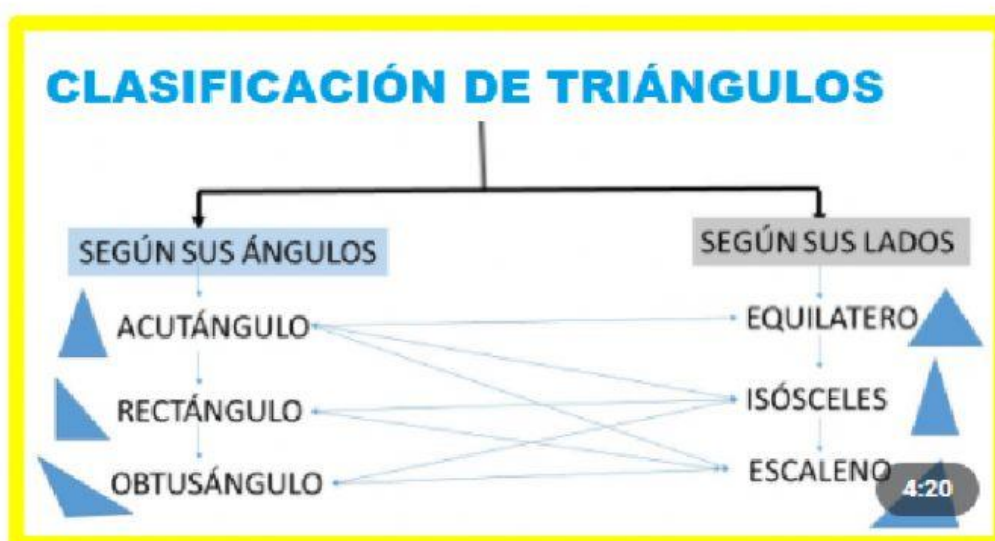 CLASIFICACIÓN DE TRIÁNGULOS
SEGÚN SUS ÁNGULOS
SEGÚN SUS LADOS
ACUTÁNGULO
EQUILATERO
RECTÁNGULO
ISÓSCELES
OBTUSÁNGULO
ESCALENO
4:20